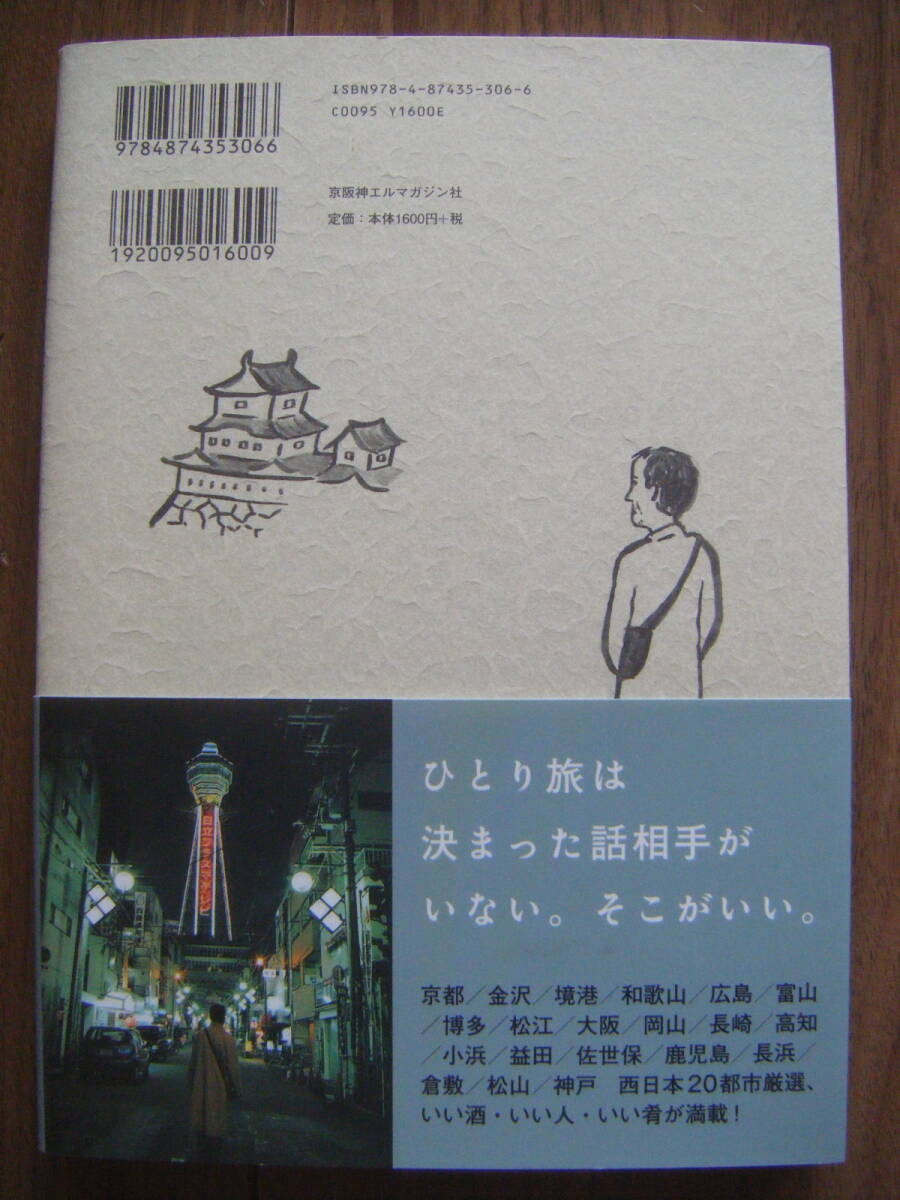 ISBN978-4-87435-306-6
C0095 Y1600E
9784874353066
京阪神エルマガジン社
定価：本体1600円+税
1920095016009
日立プラズマテレビ
ひとり旅は
決まった話相手が
いない。そこがいい。
京都／金沢／境港／和歌山／広島／富山
／博多／松江／大阪／岡山／長崎／高知
／小浜／益田／佐世保／鹿児島／長浜／
倉敷／松山／神戸　西日本20都市厳選、
いい酒・いい人・いい肴が満載！